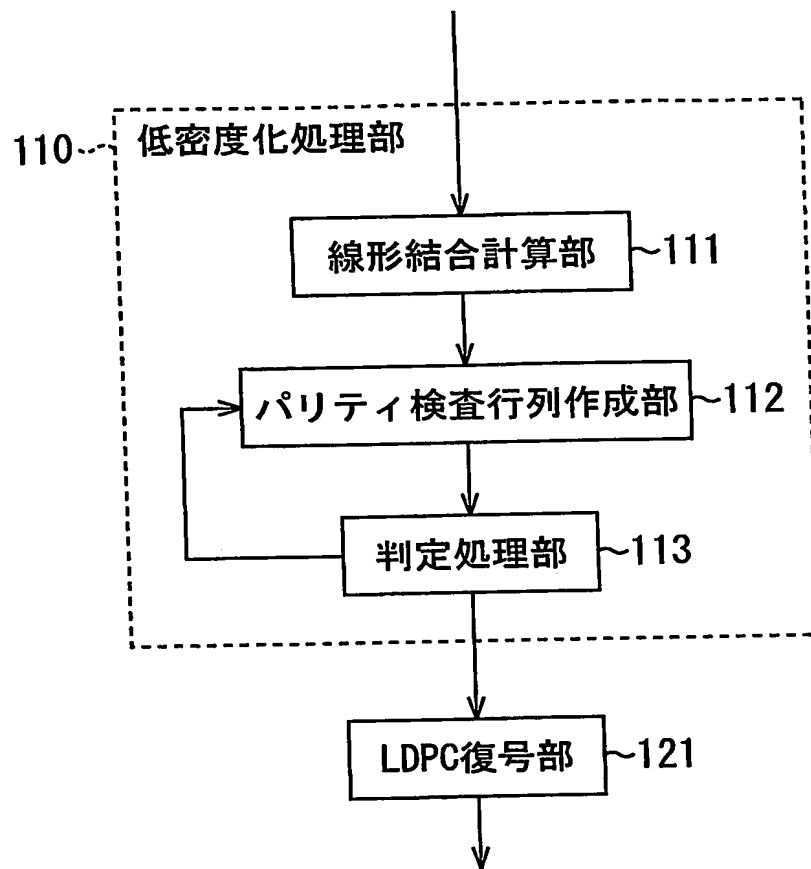 110 低密度化処理部
線形結合計算部 ~111
パリティ検査行列作成部 ~112
判定処理部 ~113
LDPC復号部 ~121